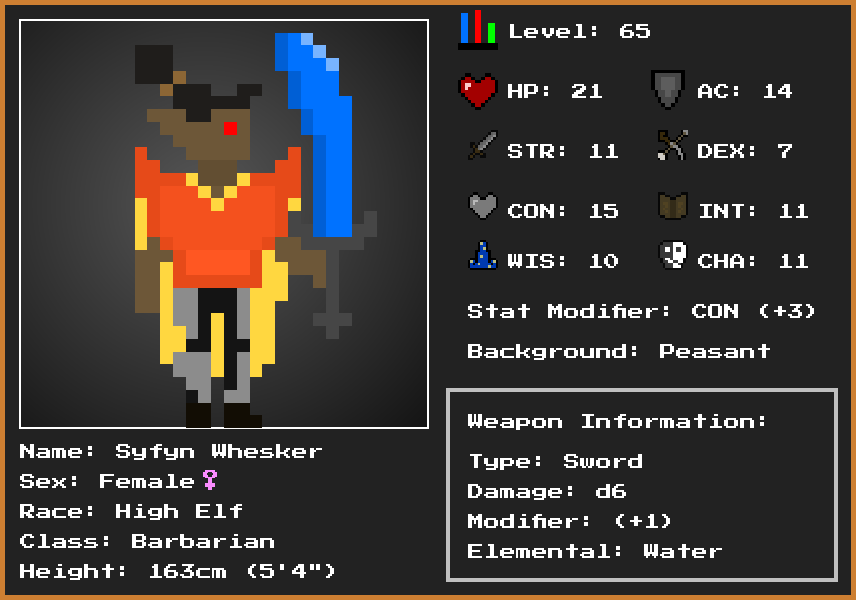 Level: 65
HP: 21
AC: 14
STR: 11
DEX: 7
CON: 15
INT: 11
WIS: 10
CHA: 11
Stat Modifier: CON (+3)
Background: Peasant
Weapon Information:
Type: Sword
Damage: d6
Modifier: (+1)
Elemental: Water
Name: Syfyn Whesker
Sex: Female♀
Race: High Elf
Class: Barbarian
Height: 163cm (5'4")